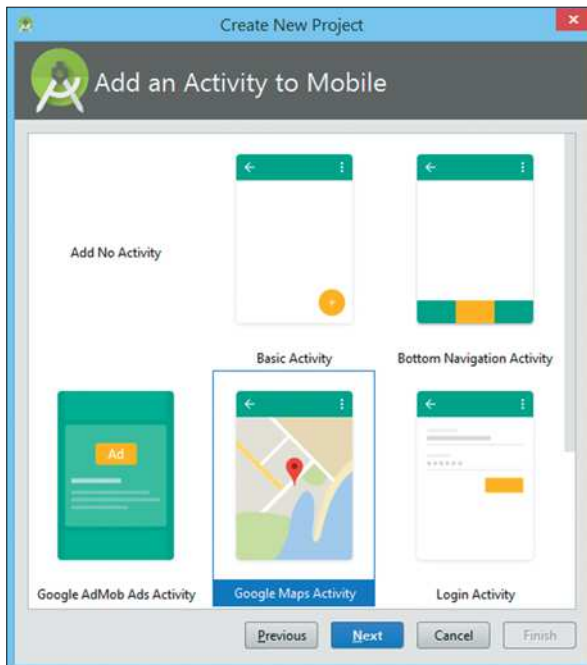 Create New Project
Add an Activity to Mobile
Add No Activity
Basic Activity
Bottom Navigation Activity
Ad
Google AdMob Ads Activity
Google Maps Activity
Login Activity
Previous
Next
Cancel
Finish